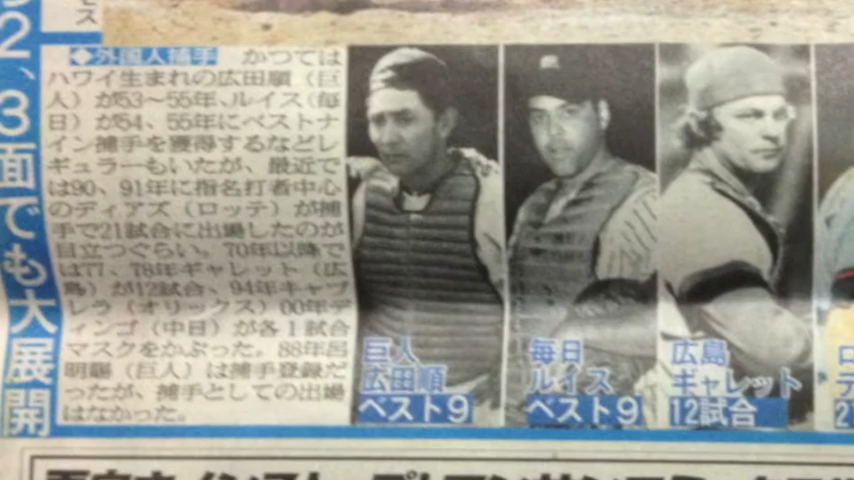 2、3面でも大展開
◆外国人捕手 かつては
ハワイ生まれの広田順（巨
人）が53〜55年、ルイス（毎
日）が54、55年にベストナ
イン捕手を獲得するなどレ
ギュラーもいたが、最近で
は90、91年に指名打者中心
のディアズ（ロッテ）が捕
手で21試合に出場したのが
目立つぐらい。70年以降で
は77、78年ギャレット（広
島）が12試合、94年キャブ
レラ（オリックス）00年デ
ィンゴ（中日）が各1試合
マスクをかぶった。88年呂
明賜（巨人）は捕手登録だ
ったが、捕手としての出場
はなかった。
巨人
広田順
ベスト9
毎日
ルイス
ベスト9
広島
ギャレット
12試合
ロ
デ
21